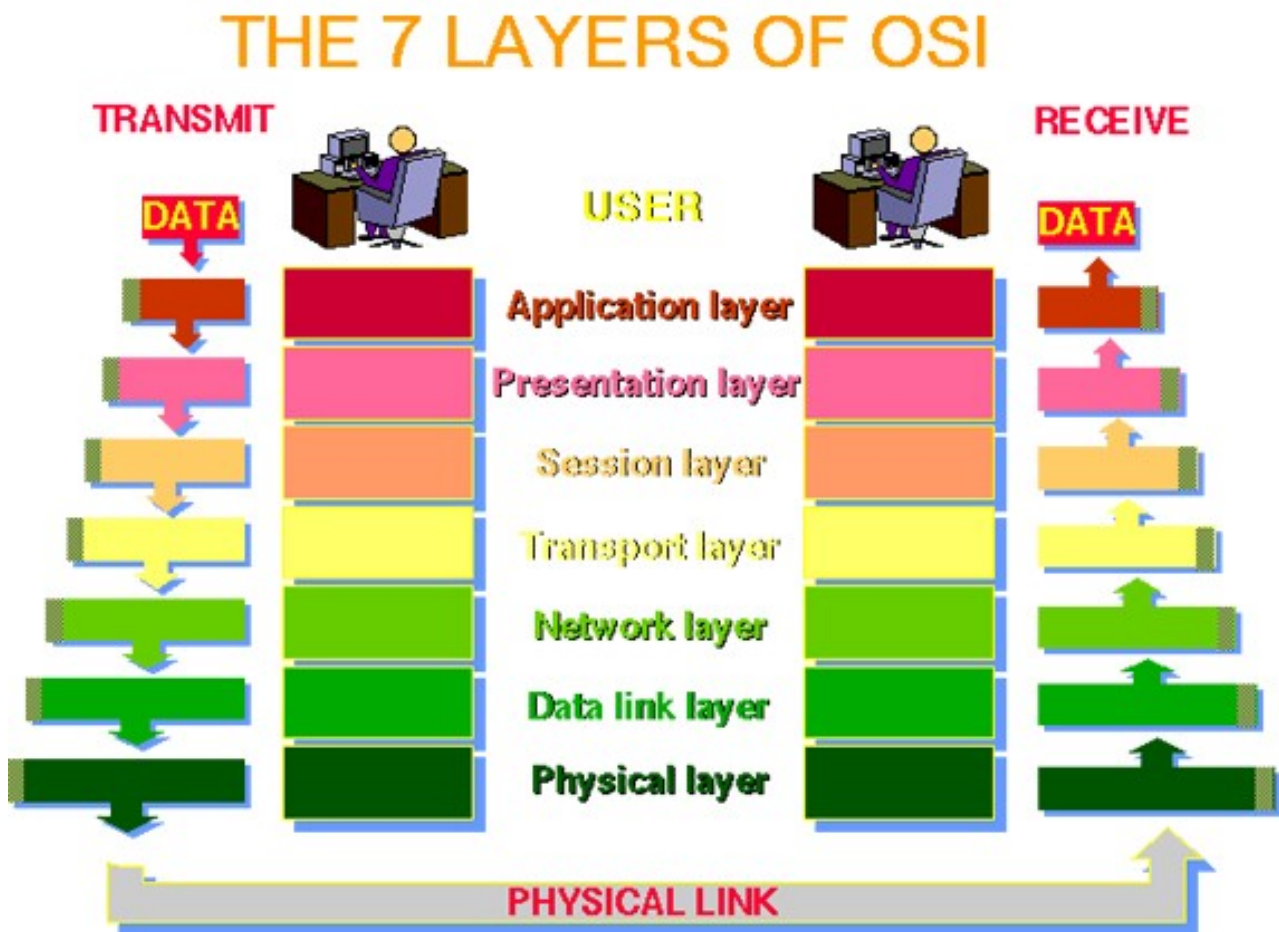 THE 7 LAYERS OF OSI
TRANSMIT
RECEIVE
DATA
USER
DATA
Application layer
Presentation layer
Session layer
Transport layer
Network layer
Data link layer
Physical layer
PHYSICAL LINK